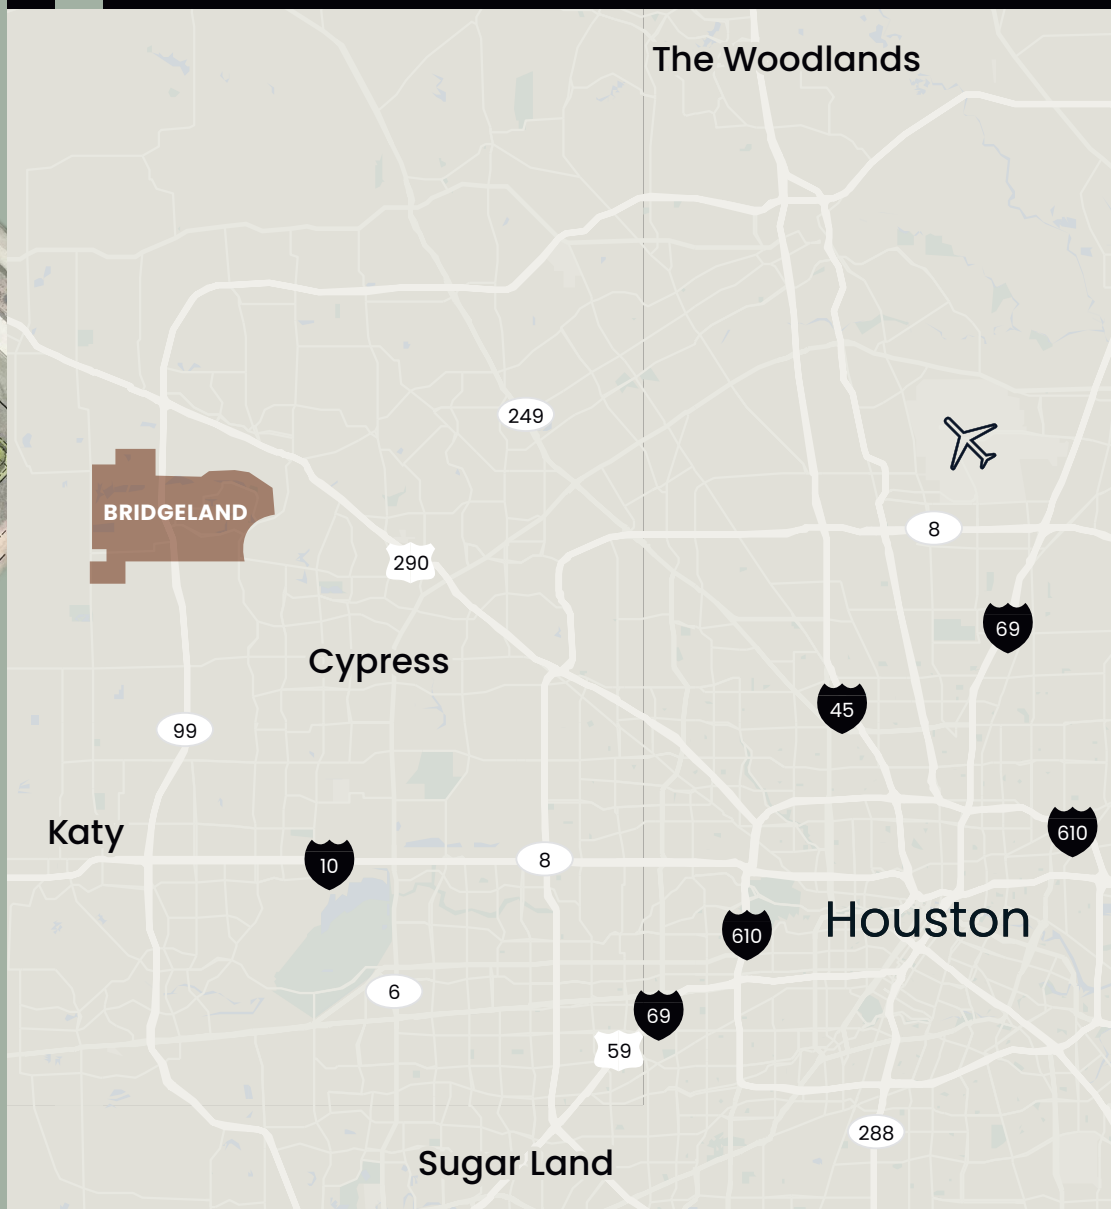 The Woodlands
249
BRIDGELAND
8
290
69
Cypress
45
99
Katy
610
10
8
Houston
610
6
69
59
288
Sugar Land